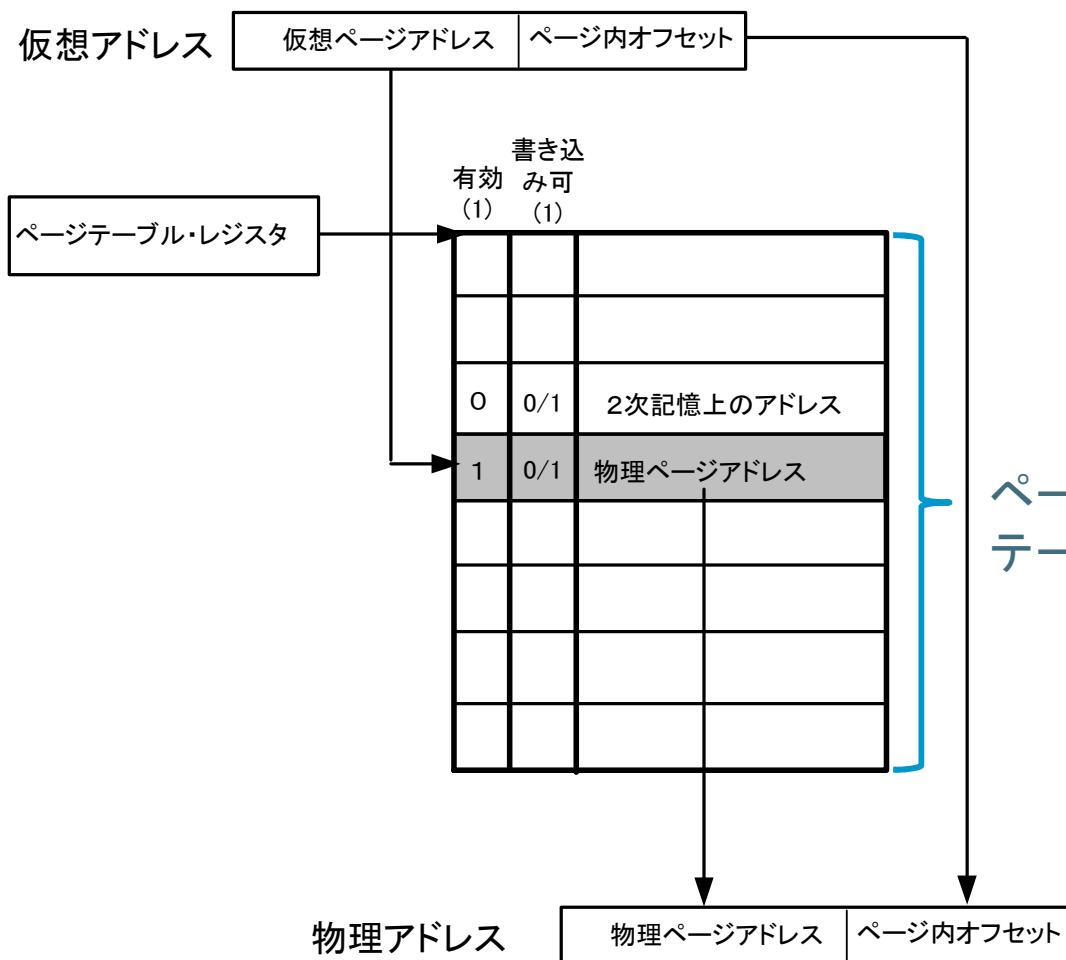 仮想アドレス
仮想ページアドレス
ページ内オフセット
有効
(1)
書き込
み可
(1)
ページテーブル・レジスタ
0
0/1
2次記憶上のアドレス
1
0/1
物理ページアドレス
ペー
テー
物理アドレス
物理ページアドレス
ページ内オフセット